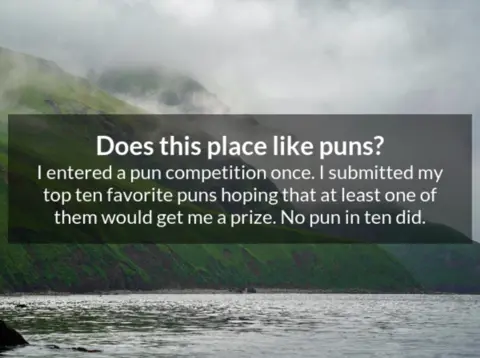 Does this place like puns?
I entered a pun competition once. I submitted my
top ten favorite puns hoping that at least one of
them would get me a prize. No pun in ten did.